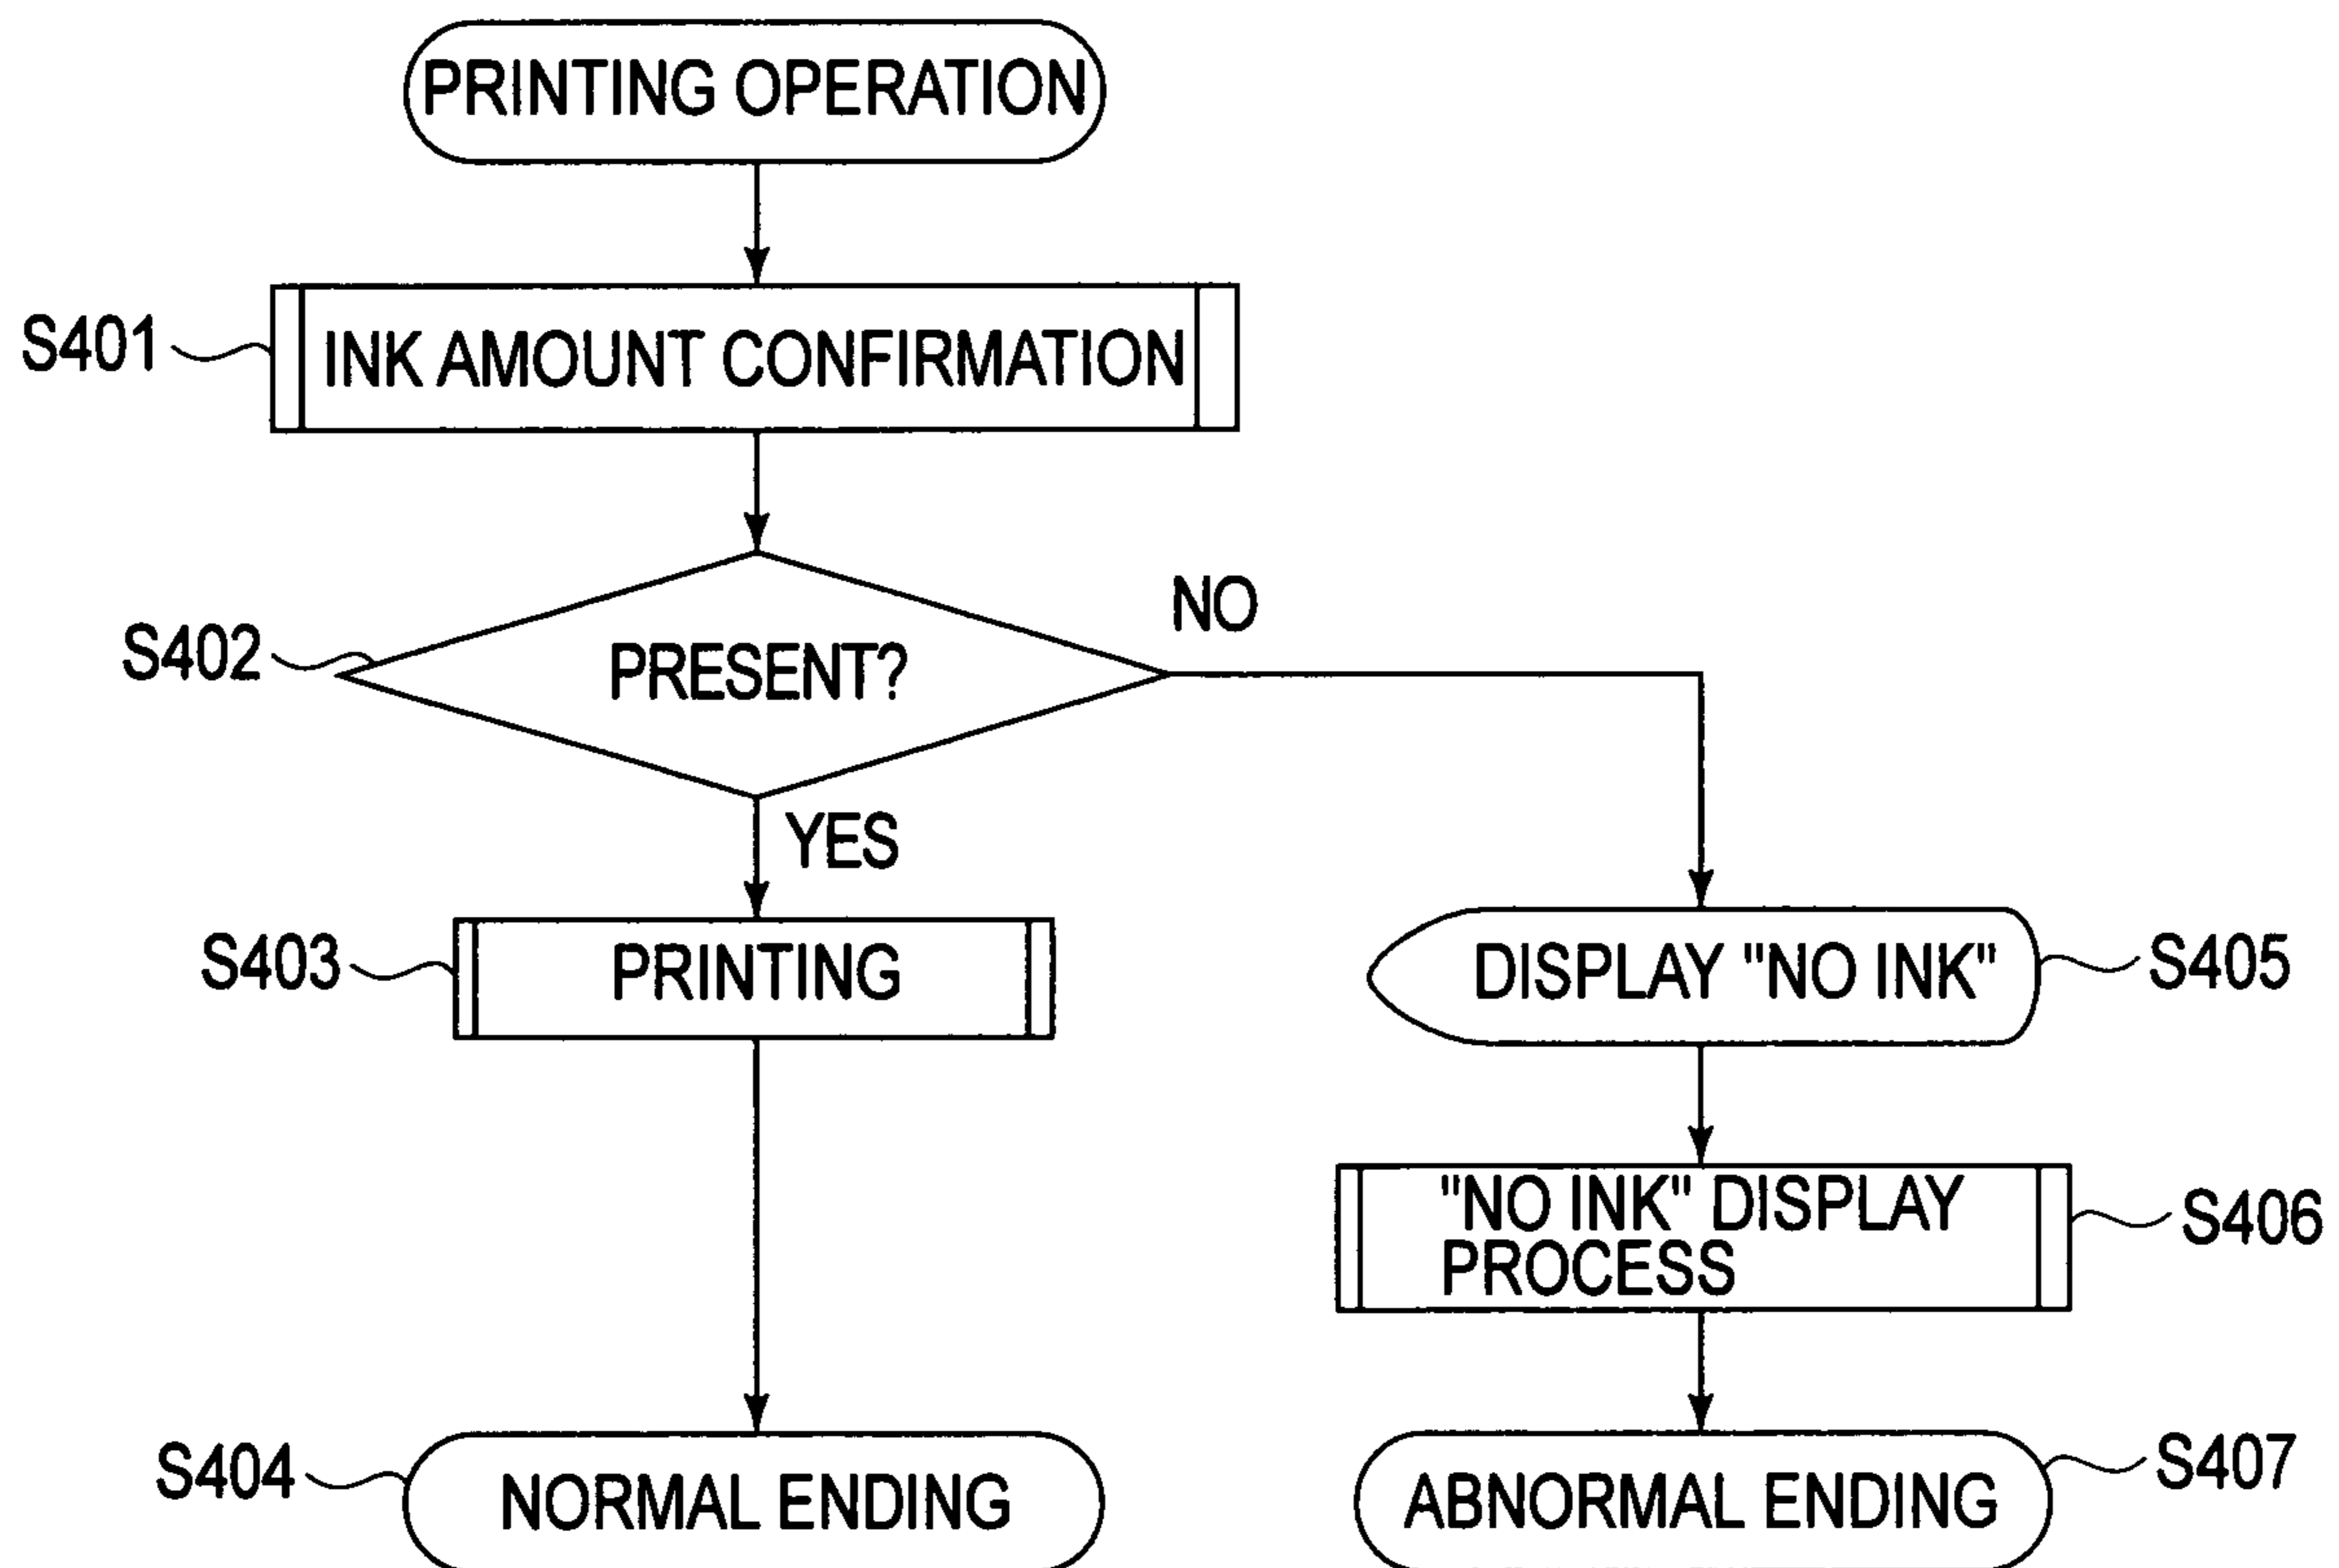 PRINTING OPERATION
S401
INK AMOUNT CONFIRMATION
S402
PRESENT?
NO
YES
S403
PRINTING
DISPLAY "NO INK"
S405
"NO INK" DISPLAY
PROCESS
S406
S404
NORMAL ENDING
ABNORMAL ENDING
S407